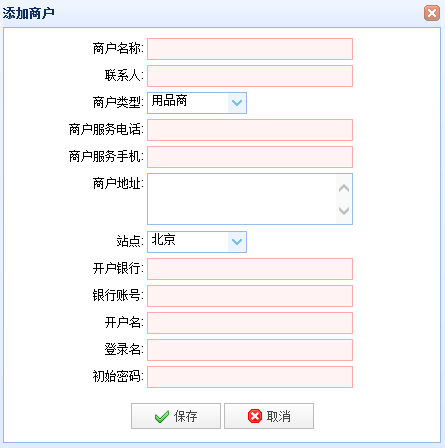 添加商户
商户名称:
联系人:
商户类型: 用品商
商户服务电话:
商户服务手机:
商户地址:
站点: 北京
开户银行:
银行账号:
开户名:
登录名:
初始密码:
保存 取消